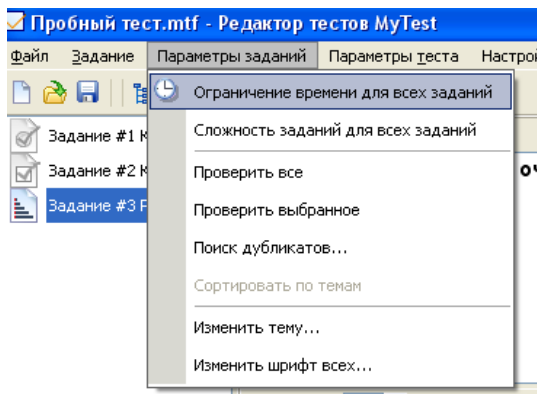 Пробный тест.mtf - Редактор тестов MyTest
Файл Задание Параметры заданий Параметры теста Настрой
Ограничение времени для всех заданий
Задание #1 К
Сложность заданий для всех заданий
Задание #2 К
Проверить все
Задание #3 Р
Проверить выбранное
Поиск дубликатов...
Сортировать по темам
Изменить тему...
Изменить шрифт всех...